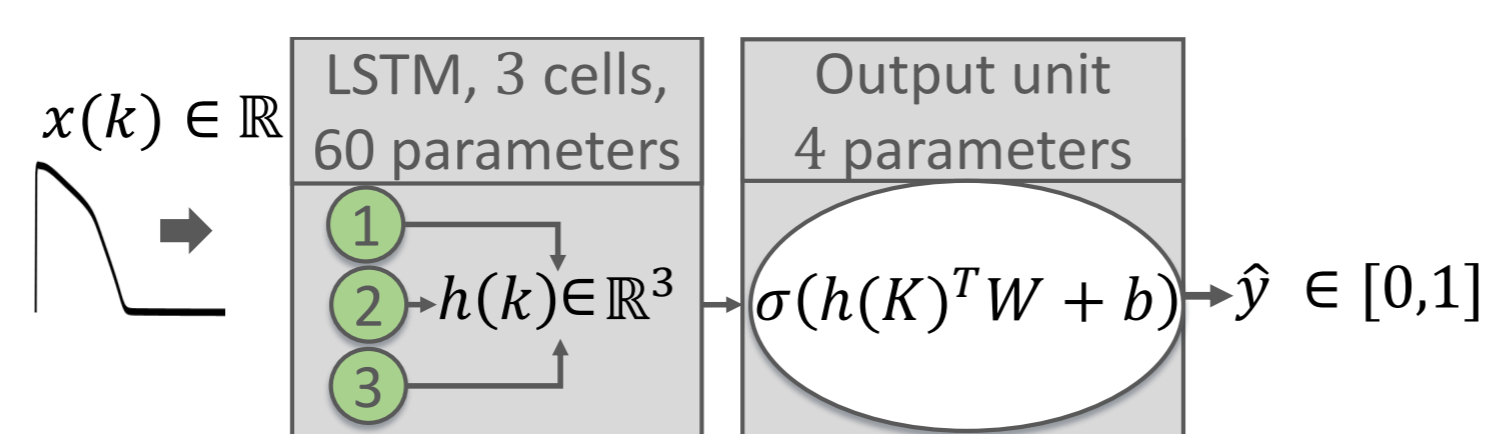 x(k) ∈ ℝ
LSTM, 3 cells,
60 parameters
1
2
3
h(k)∈ℝ³
Output unit
4 parameters
σ(h(K)ᵀW + b)
ŷ ∈ [0,1]